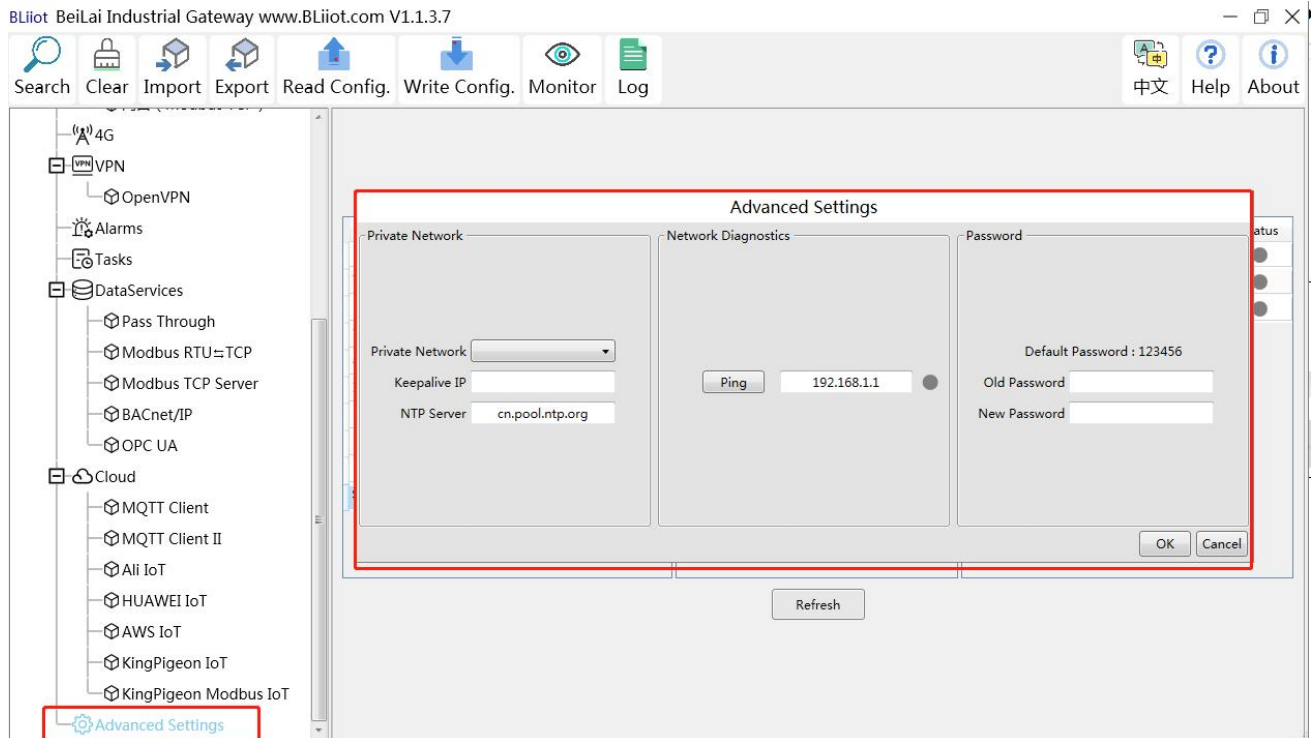 BLiiot BeiLai Industrial Gateway www.BLiiot.com V1.1.3.7
Search Clear Import Export Read Config. Write Config. Monitor Log 中文 Help About
4G
VPN
OpenVPN
Alarms
Tasks
DataServices
Pass Through
Modbus RTU⇆TCP
Modbus TCP Server
BACnet/IP
OPC UA
Cloud
MQTT Client
MQTT Client II
Ali IoT
HUAWEI IoT
AWS IoT
KingPigeon IoT
KingPigeon Modbus IoT
Advanced Settings
Advanced Settings
Private Network
Private Network
Keepalive IP
NTP Server cn.pool.ntp.org
Network Diagnostics
Ping 192.168.1.1
Password
Default Password : 123456
Old Password
New Password
OK Cancel
Refresh